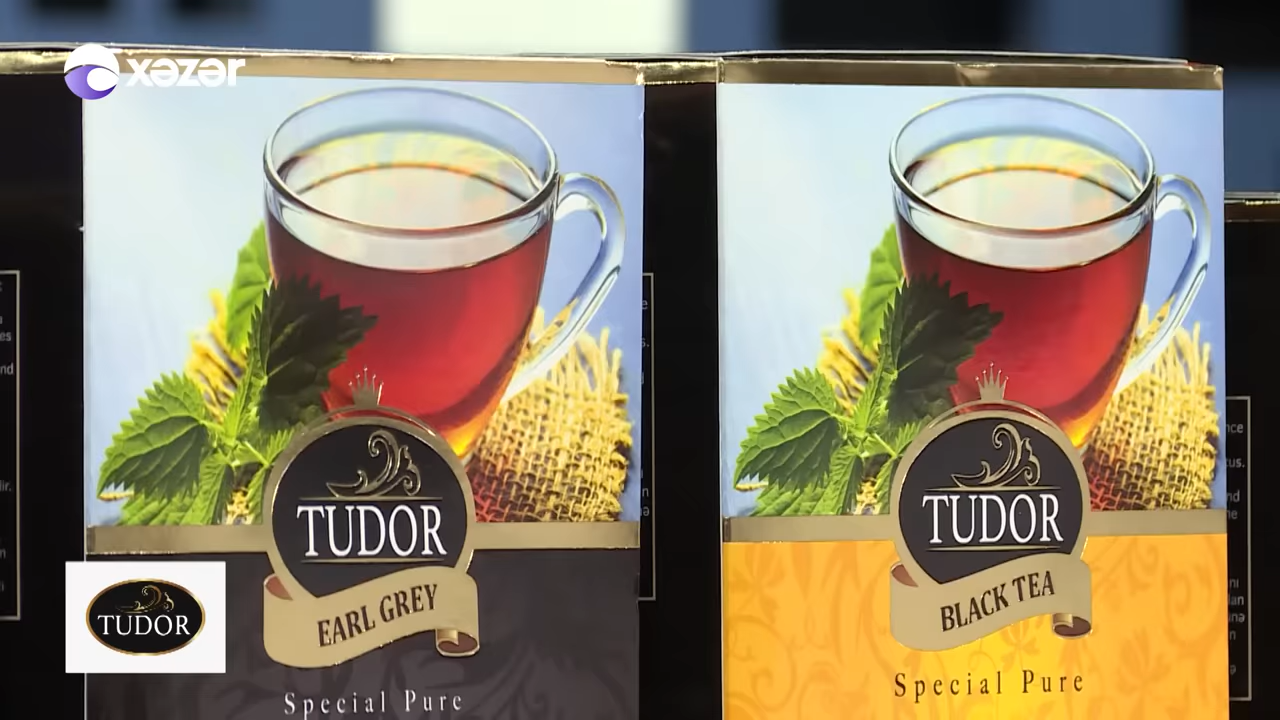 xəzər
TUDOR
EARL GREY
Special Pure
TUDOR
BLACK TEA
Special Pure
TUDOR